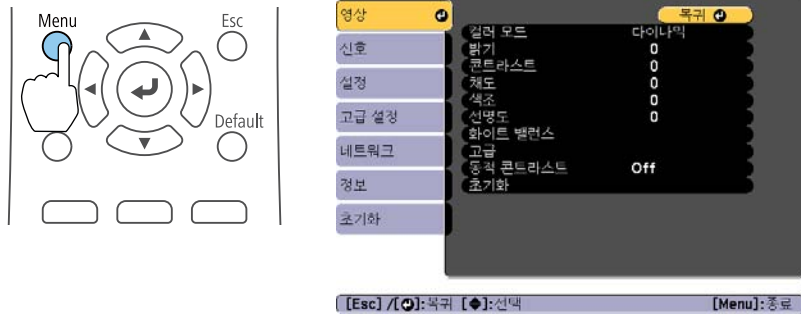 Menu
Esc
Default
영상
신호
설정
고급 설정
네트워크
정보
초기화
복귀
컬러 모드 다이나믹
밝기 0
콘트라스트 0
채도 0
색조 0
선명도 0
화이트 밸런스
고급
동적 콘트라스트 Off
초기화
[Esc] /[]:복귀 [◆]:선택 [Menu]:종료